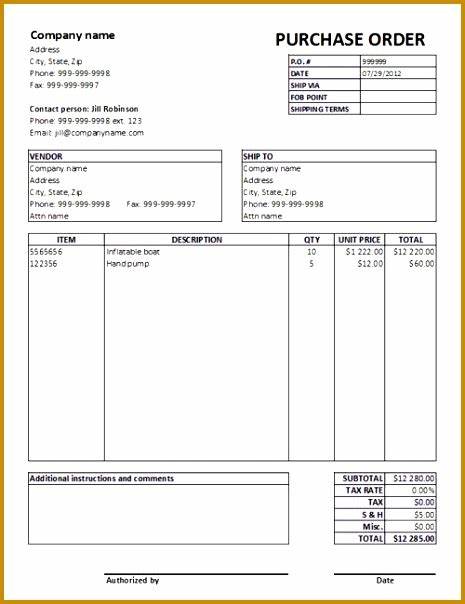 Company name
PURCHASE ORDER
Address
City, State, Zip
Phone: 999-999-9998
Fax: 999-999-9997
P.O. # 999999
DATE 07/29/2012
SHIP VIA
FOB POINT
SHIPPING TERMS
Contact person: Jill Robinson
Phone: 999-999-9998 ext. 123
Email: jill@companyname.com
VENDOR
Company name
Address
City, State, Zip
Phone: 999-999-9998 Fax: 999-999-9997
Attn name
SHIP TO
Company name
Address
City, State, Zip
Phone: 999-999-9998
Attn name
ITEM DESCRIPTION QTY UNIT PRICE TOTAL
5565656 Inflatable boat 10 $1 222.00 $12 220.00
122356 Hand pump 5 $12.00 $60.00
Additional instructions and comments
SUBTOTAL $12 280.00
TAX RATE 0.00%
TAX $0.00
S & H $5.00
Misc. $0.00
TOTAL $12 285.00
Authorized by Date